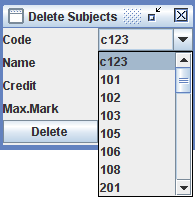 Delete Subjects
Code c123
Name c123
101
Credit 102
103
Max.Mark 105
106
Delete 108
201